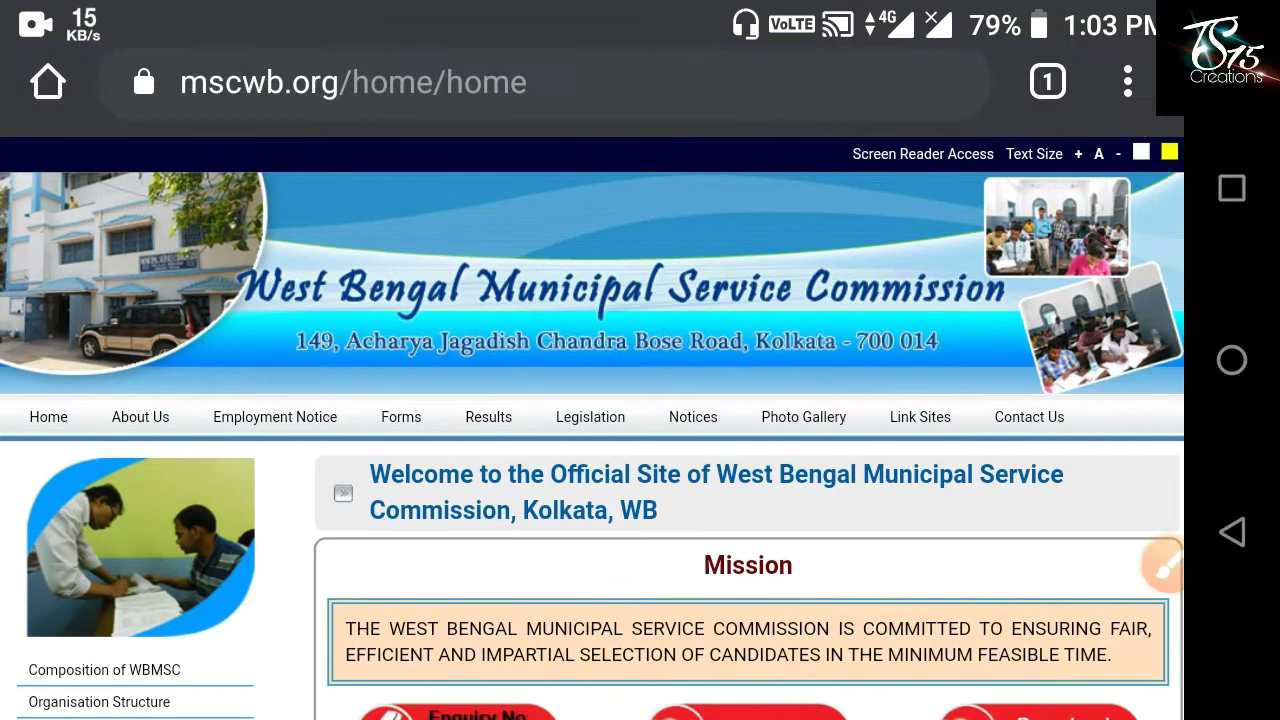 15
KB/s
VoLTE
4G
79%
1:03 PM
TS75
Creations
mscwb.org/home/home
1
Screen Reader Access Text Size + A -
West Bengal Municipal Service Commission
149, Acharya Jagadish Chandra Bose Road, Kolkata - 700 014
Home About Us Employment Notice Forms Results Legislation Notices Photo Gallery Link Sites Contact Us
Welcome to the Official Site of West Bengal Municipal Service
Commission, Kolkata, WB
Mission
THE WEST BENGAL MUNICIPAL SERVICE COMMISSION IS COMMITTED TO ENSURING FAIR,
EFFICIENT AND IMPARTIAL SELECTION OF CANDIDATES IN THE MINIMUM FEASIBLE TIME.
Composition of WBMSC
Organisation Structure
Enquiry No